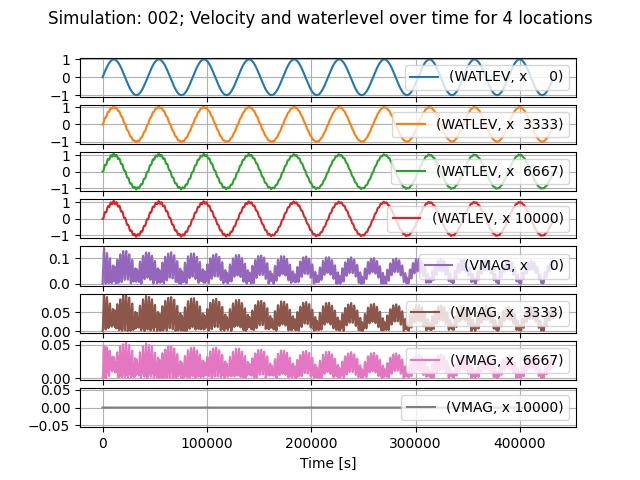 Simulation: 002; Velocity and waterlevel over time for 4 locations
1
0
−1
(WATLEV, x     0)
1
0
−1
(WATLEV, x  3333)
1
0
−1
(WATLEV, x  6667)
1
0
−1
(WATLEV, x 10000)
0.1
0.0
(VMAG, x     0)
0.05
0.00
(VMAG, x  3333)
0.05
0.00
(VMAG, x  6667)
0.05
0.00
−0.05
(VMAG, x 10000)
0 100000 200000 300000 400000
Time [s]